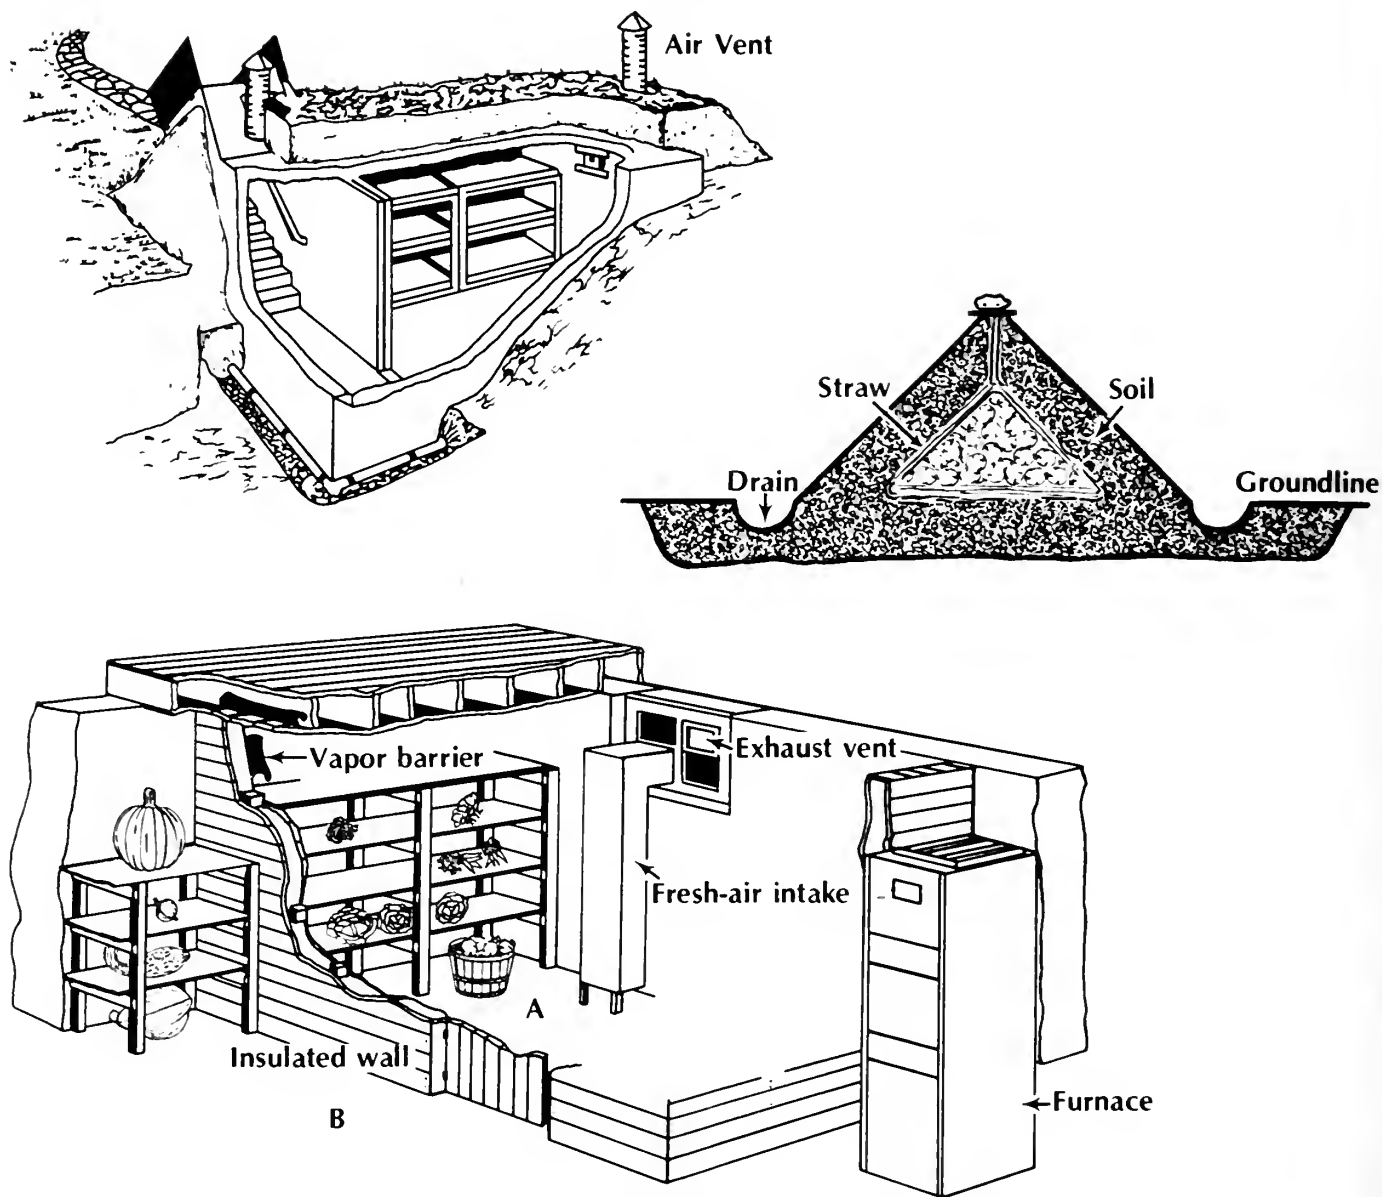 Air Vent
Straw
Soil
Drain
Groundline
Vapor barrier
Exhaust vent
Fresh-air intake
A
Insulated wall
B
Furnace